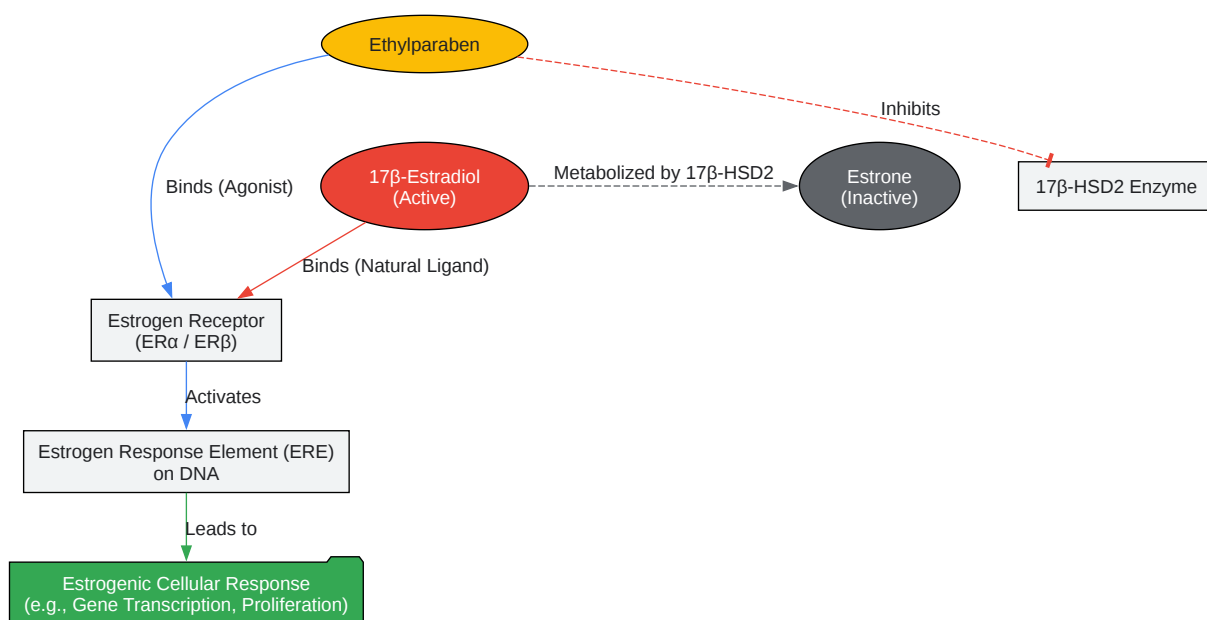 Ethylparaben
Inhibits
17β-Estradiol
(Active)
Metabolized by 17β-HSD2
Estrone
(Inactive)
17β-HSD2 Enzyme
Binds (Agonist)
Binds (Natural Ligand)
Estrogen Receptor
(ERα / ERβ)
Activates
Estrogen Response Element (ERE)
on DNA
Leads to
Estrogenic Cellular Response
(e.g., Gene Transcription, Proliferation)